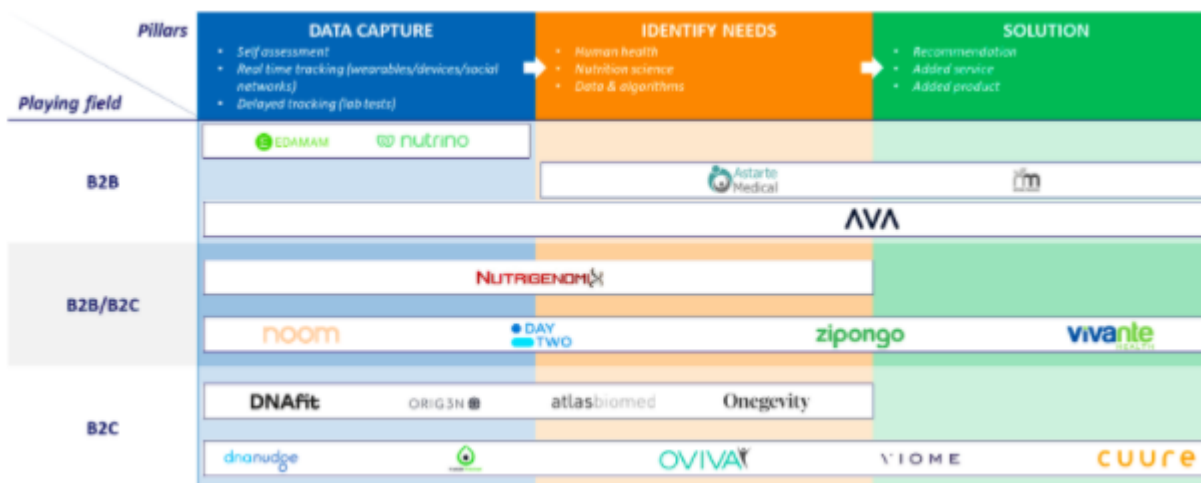 Pillars
Playing field
DATA CAPTURE
• Self assessment
• Real time tracking (wearables/devices/social
networks)
• Delayed tracking (lab tests)
IDENTIFY NEEDS
• Human health
• Nutrition science
• Data & algorithms
SOLUTION
• Recommendation
• Added service
• Added product
B2B
EDAMAM
nutrino
Astarte
Medical
AVA
B2B/B2C
NUTRIGENOMIX
noom
DAY
TWO
zipongo
vivante
HEALTH
B2C
DNAfit
ORIG3N
atlasbiomed
Onegevity
dnanudge
OVIVA
VIOME
cuure